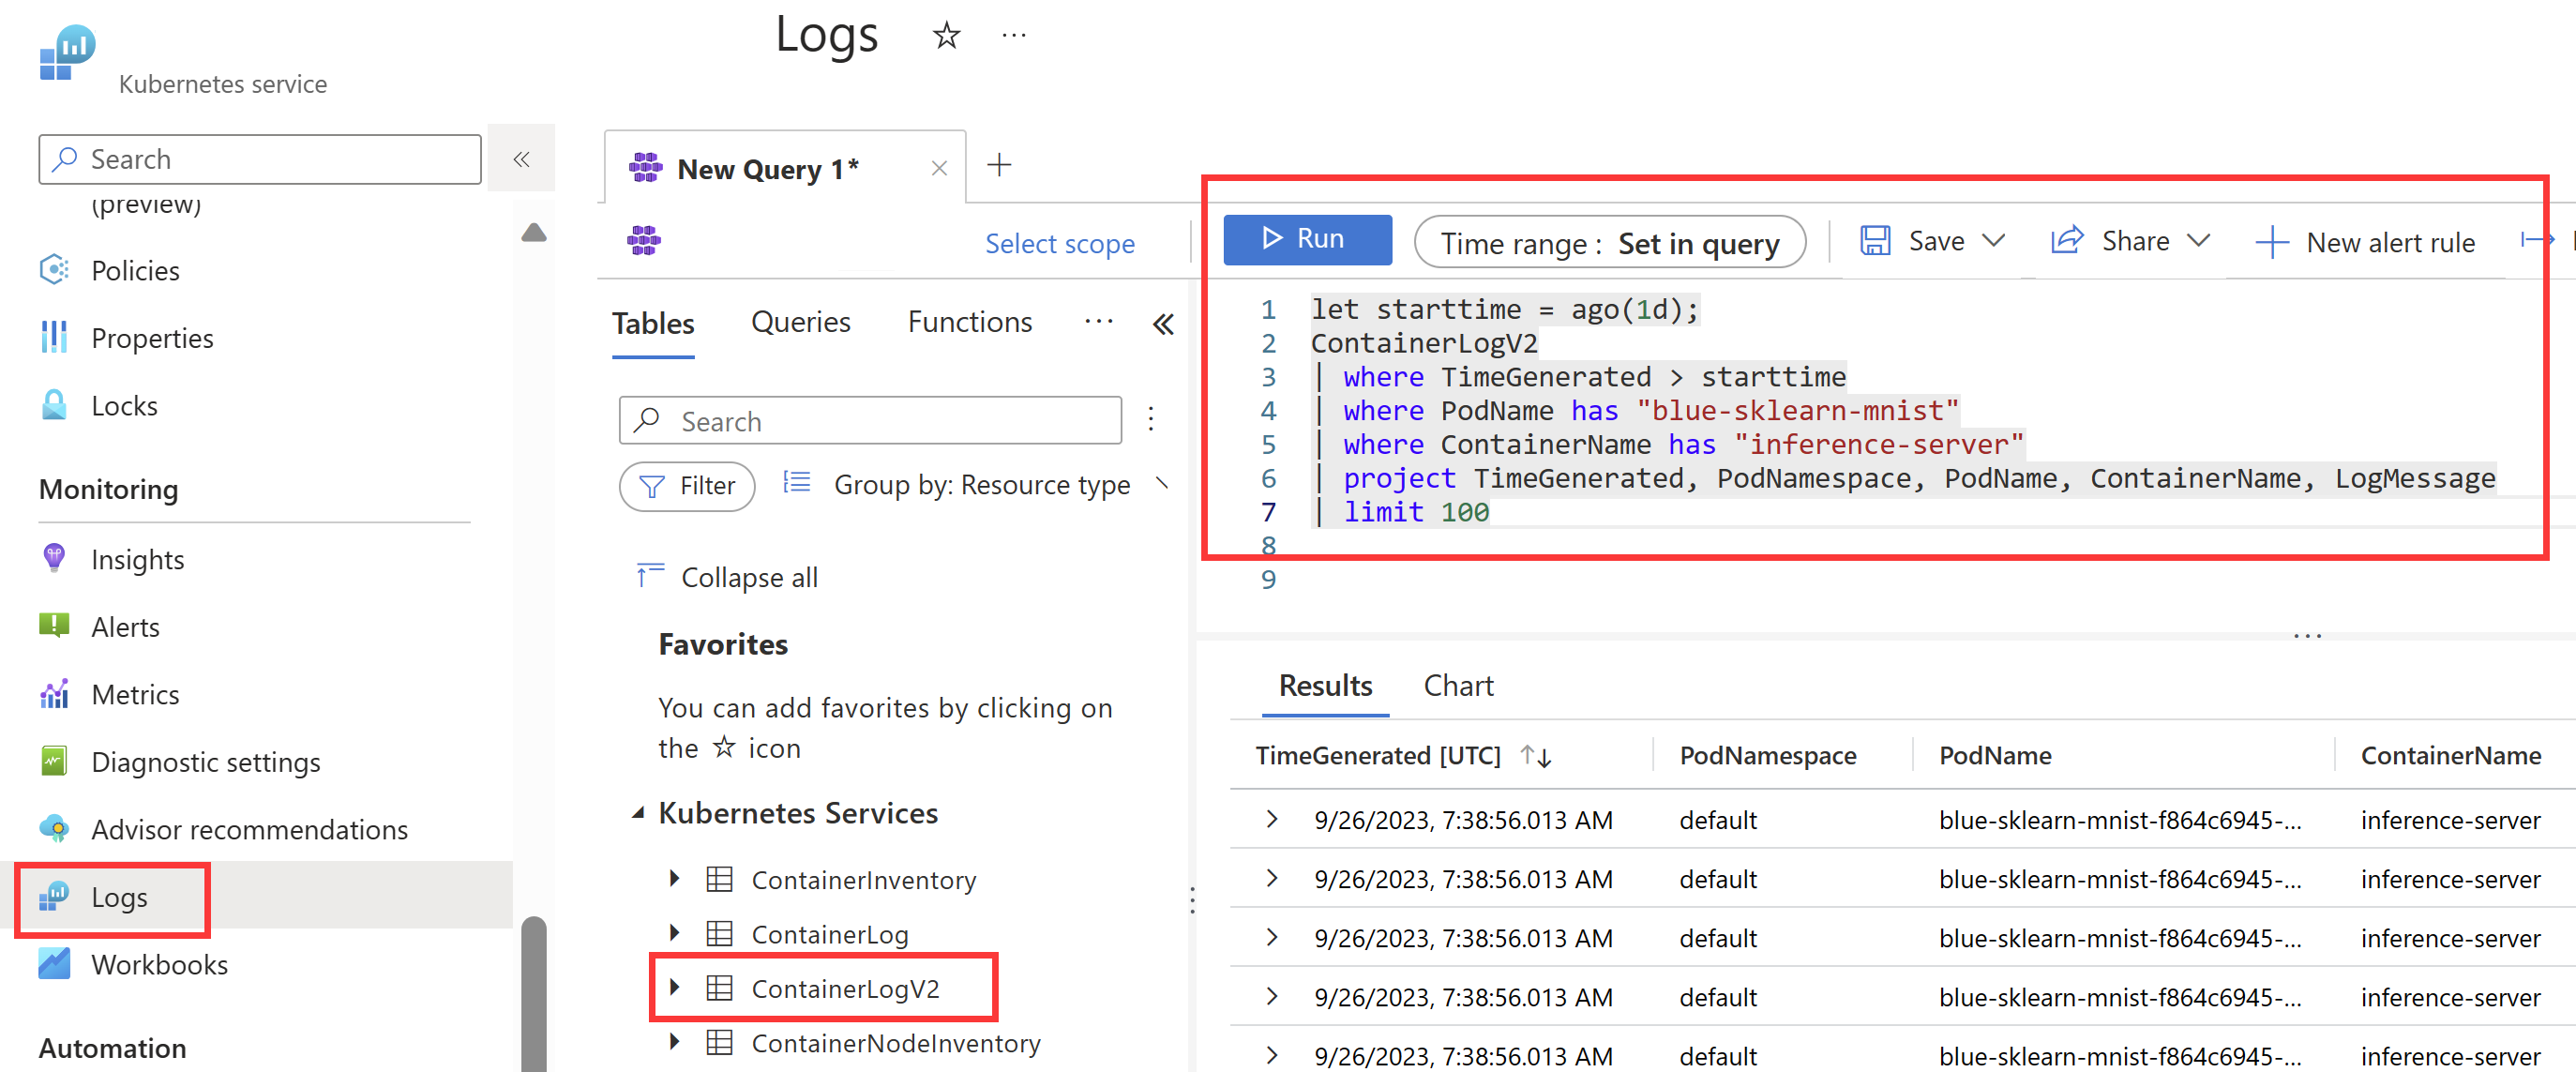 Logs
Kubernetes service
Search
(preview)
Policies
Properties
Locks
Monitoring
Insights
Alerts
Metrics
Diagnostic settings
Advisor recommendations
Logs
Workbooks
Automation
New Query 1*
Select scope
Tables Queries Functions
Search
Filter Group by: Resource type
Collapse all
Favorites
You can add favorites by clicking on
the ☆ icon
Kubernetes Services
ContainerInventory
ContainerLog
ContainerLogV2
ContainerNodeInventory
Run Time range : Set in query Save Share New alert rule
1 let starttime = ago(1d);
2 ContainerLogV2
3 | where TimeGenerated > starttime
4 | where PodName has "blue-sklearn-mnist"
5 | where ContainerName has "inference-server"
6 | project TimeGenerated, PodNamespace, PodName, ContainerName, LogMessage
7 | limit 100
8
9
Results Chart
TimeGenerated [UTC] PodNamespace PodName ContainerName
9/26/2023, 7:38:56.013 AM default blue-sklearn-mnist-f864c6945-... inference-server
9/26/2023, 7:38:56.013 AM default blue-sklearn-mnist-f864c6945-... inference-server
9/26/2023, 7:38:56.013 AM default blue-sklearn-mnist-f864c6945-... inference-server
9/26/2023, 7:38:56.013 AM default blue-sklearn-mnist-f864c6945-... inference-server
9/26/2023, 7:38:56.013 AM default blue-sklearn-mnist-f864c6945-... inference-server